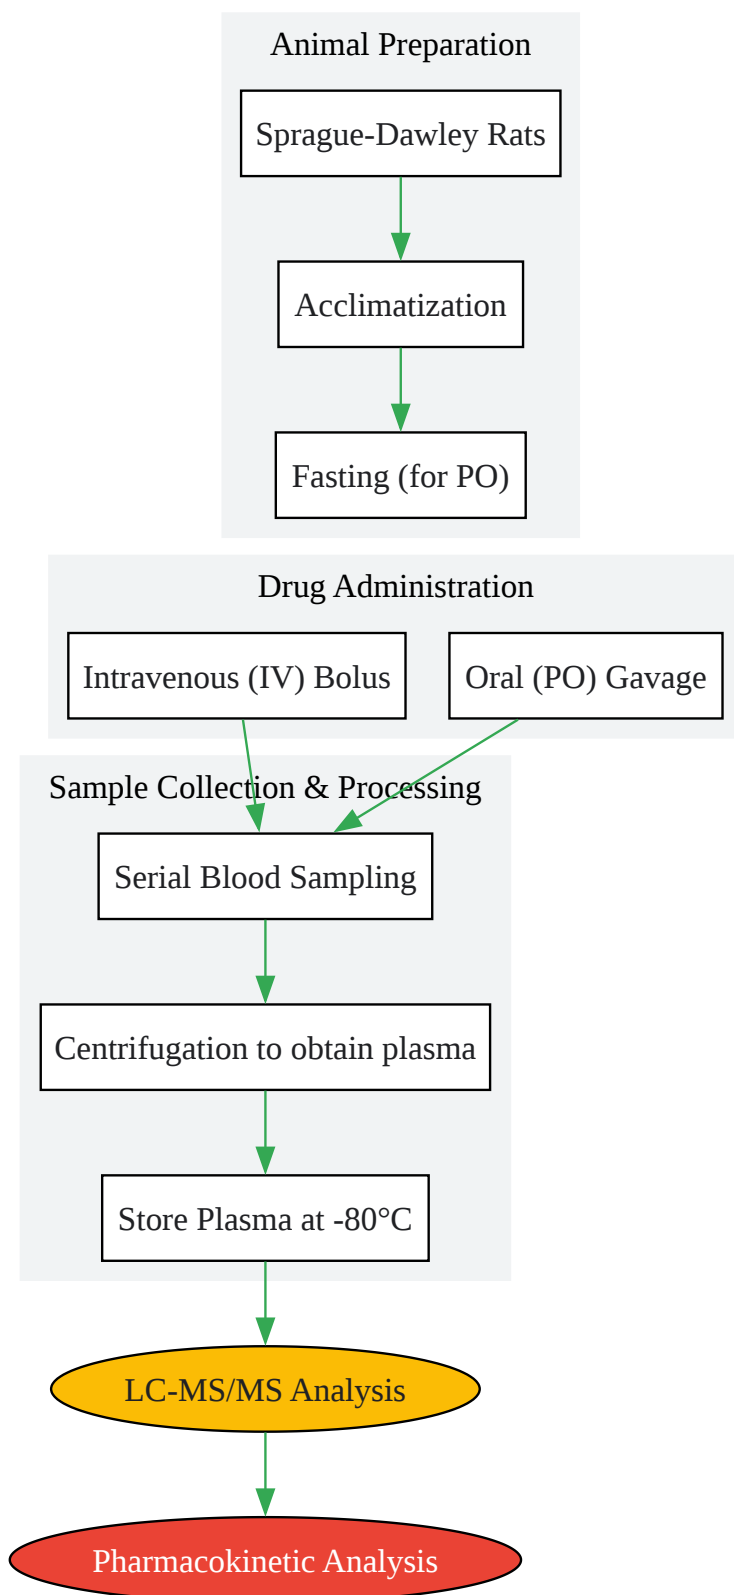 Animal Preparation
Sprague-Dawley Rats
Acclimatization
Fasting (for PO)
Drug Administration
Intravenous (IV) Bolus
Oral (PO) Gavage
Sample Collection & Processing
Serial Blood Sampling
Centrifugation to obtain plasma
Store Plasma at -80°C
LC-MS/MS Analysis
Pharmacokinetic Analysis